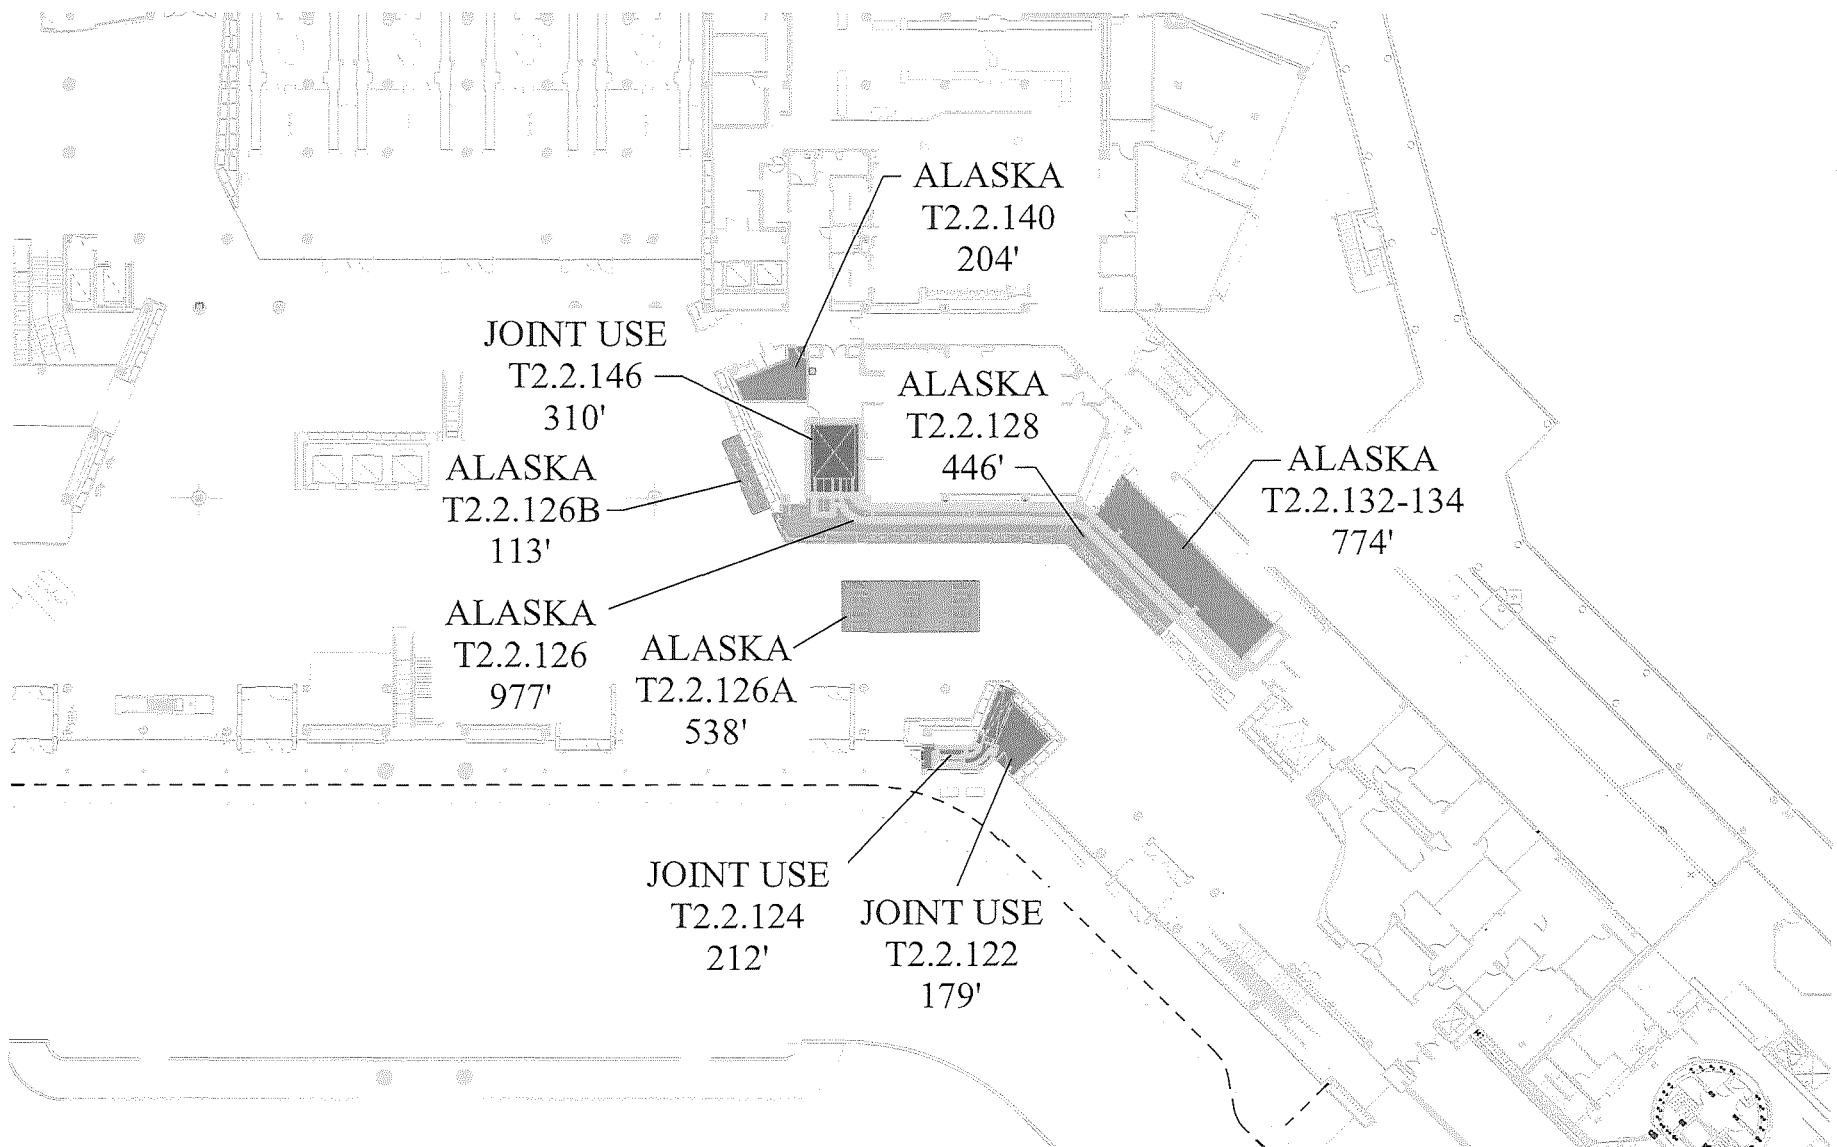 ALASKA
T2.2.140
204'
JOINT USE
T2.2.146
310'
ALASKA
T2.2.128
446'
ALASKA
T2.2.132-134
774'
ALASKA
T2.2.126B
113'
ALASKA
T2.2.126
977'
ALASKA
T2.2.126A
538'
JOINT USE
T2.2.124
212'
JOINT USE
T2.2.122
179'